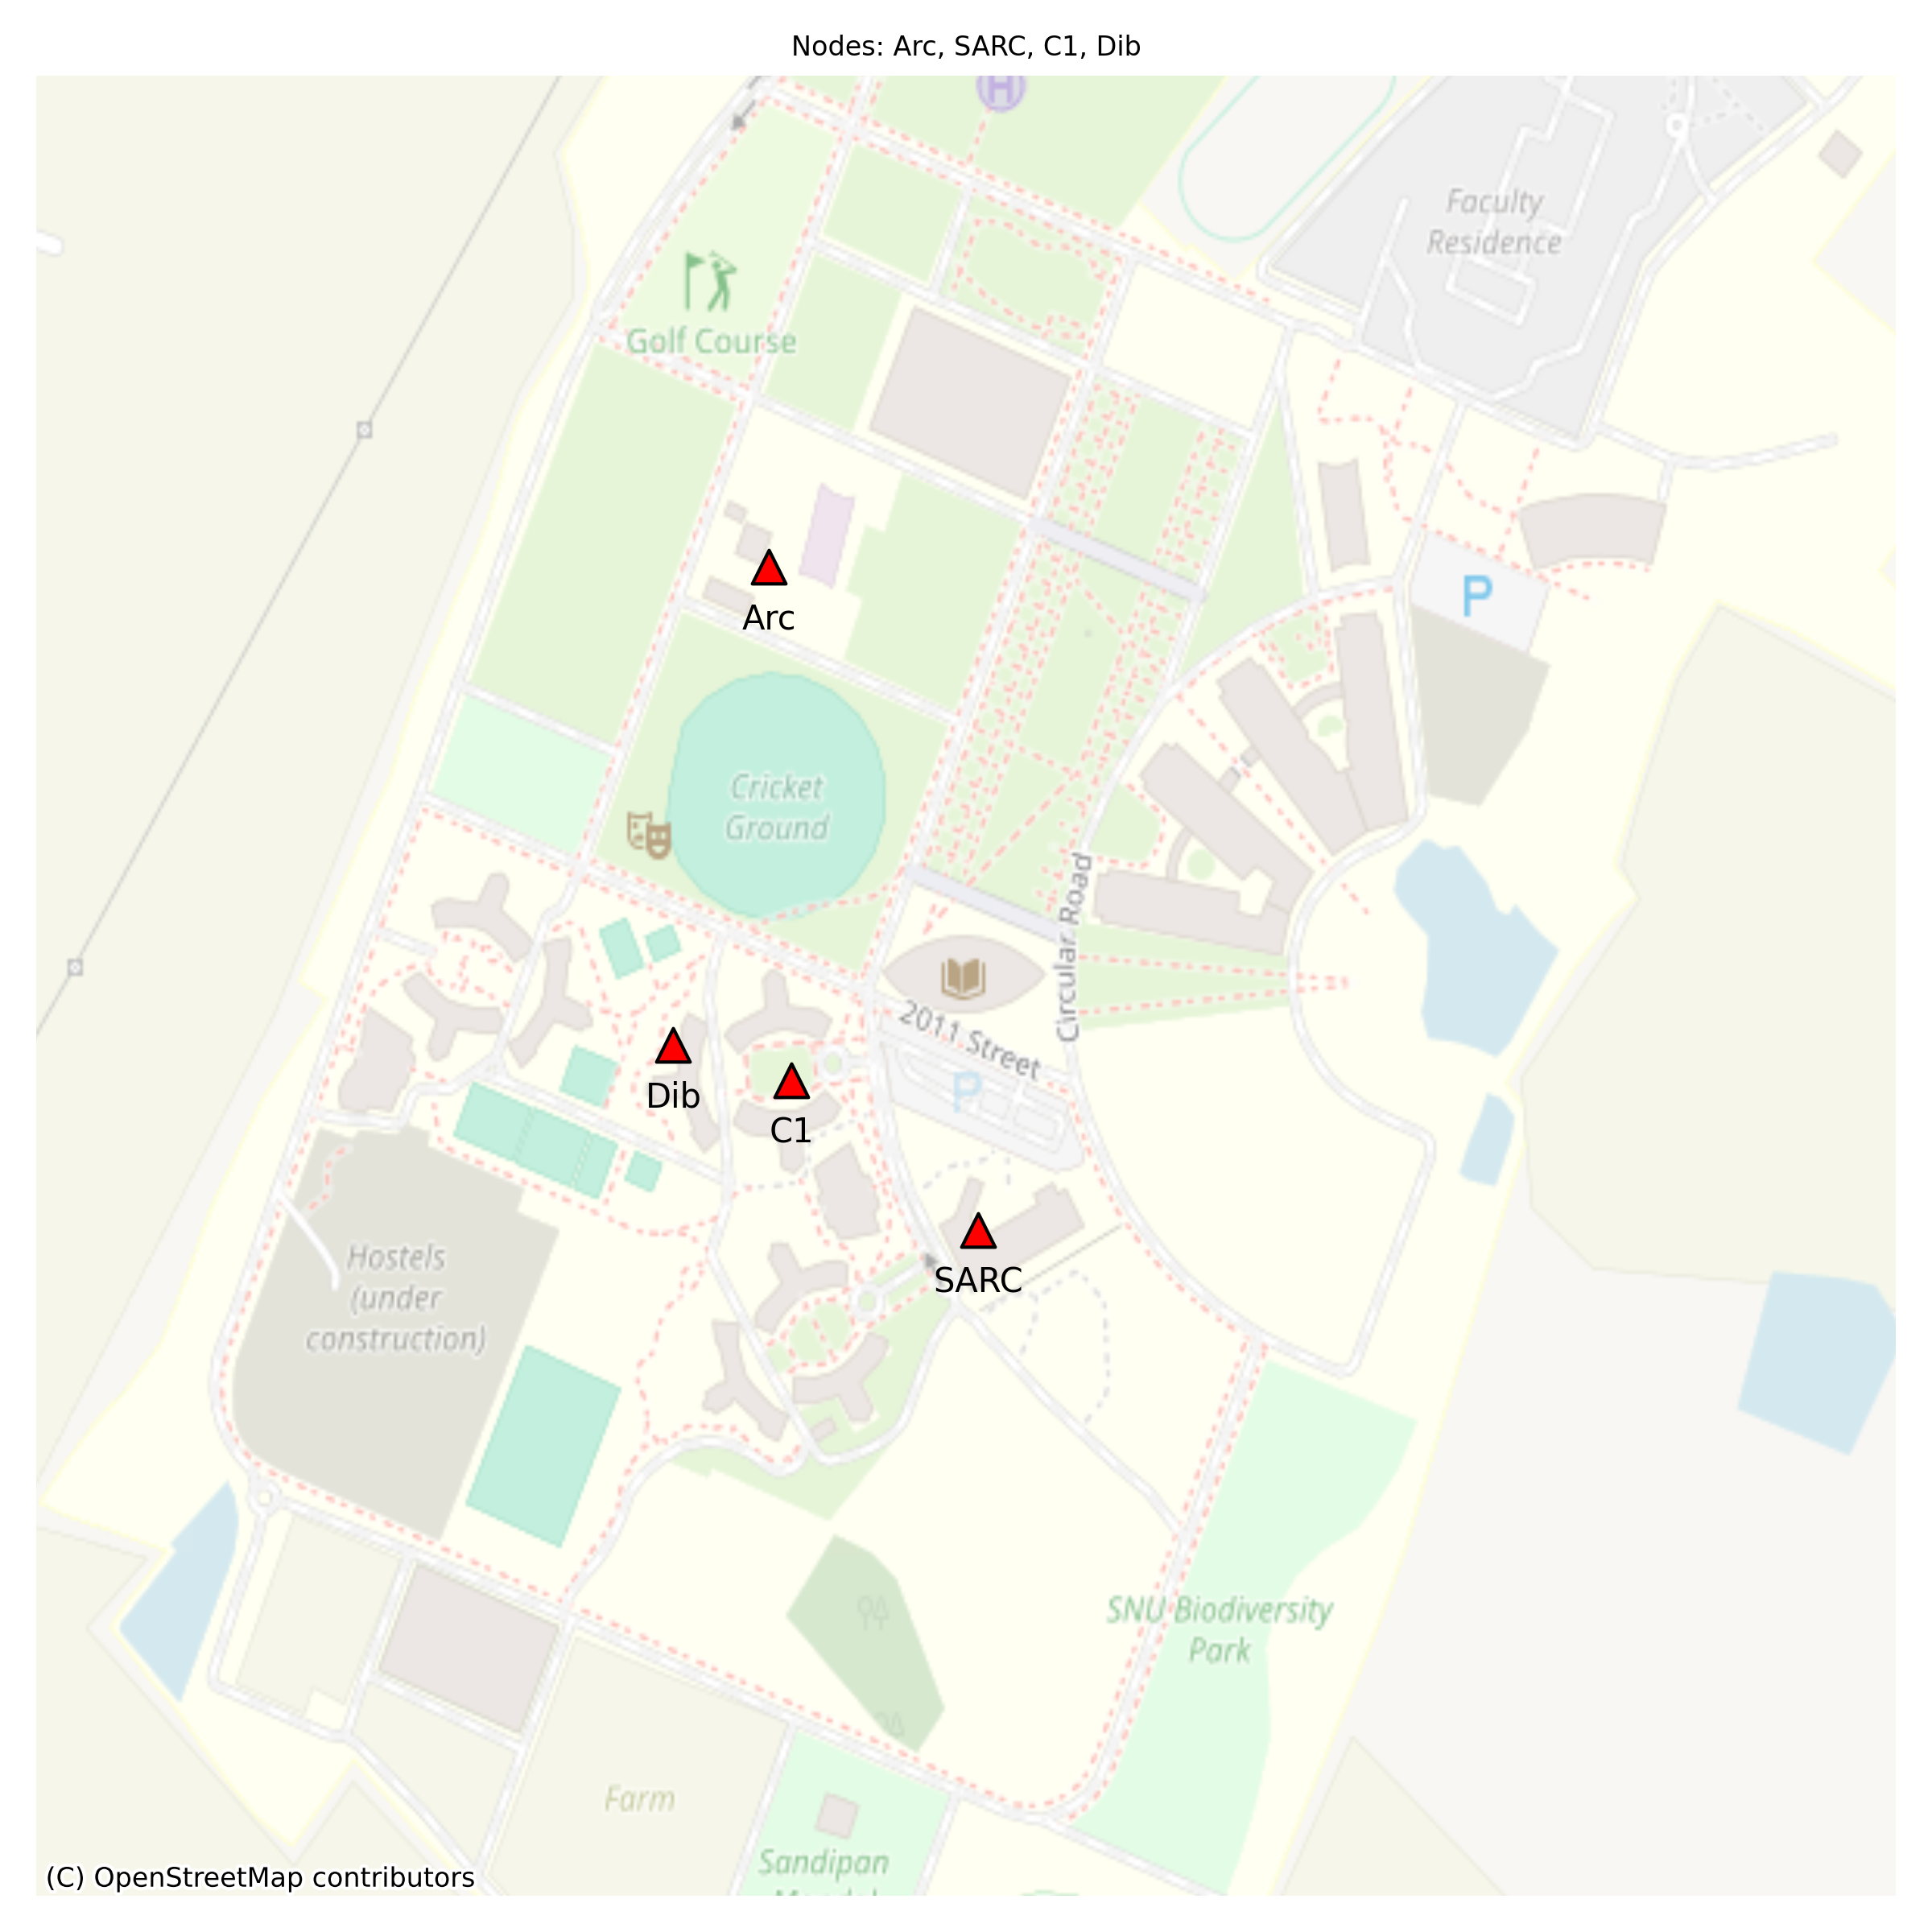 Nodes: Arc, SARC, C1, Dib
H
Faculty
Residence
Golf Course
P
Arc
Cricket
Ground
Circular Road
2011 Street
P
Dib
C1
SARC
Hostels
(under
construction)
SNU Biodiversity
Park
Farm
Sandipan
(C) OpenStreetMap contributors